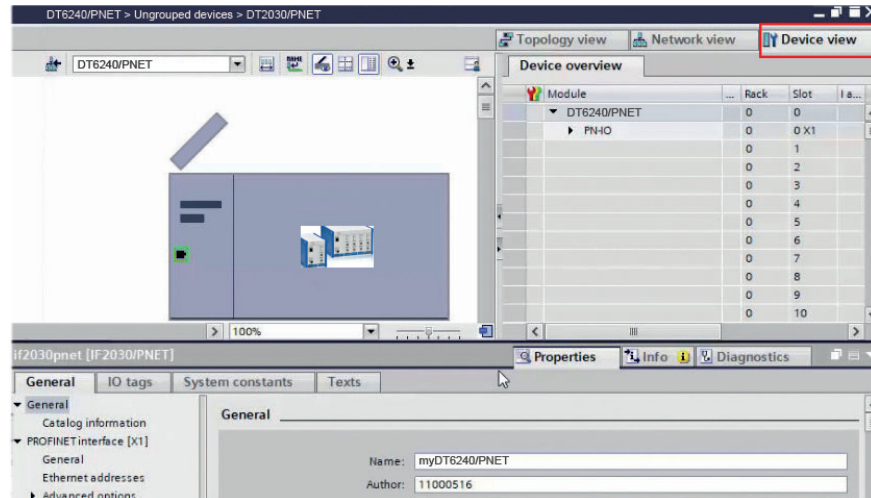 DT6240/PNET > Ungrouped devices > DT2030/PNET
Topology view Network view Device view
DT6240/PNET
Device overview
Module ... Rack Slot I a...
DT6240/PNET 0 0
PN-IO 0 0 X1
0 1
0 2
0 3
0 4
0 5
0 6
0 7
0 8
0 9
0 10
100%
if2030pnet [IF2030/PNET]
Properties Info Diagnostics
General IO tags System constants Texts
General
Catalog information
PROFINET interface [X1]
General
Ethernet addresses
Advanced options
General
Name: myDT6240/PNET
Author: 11000516